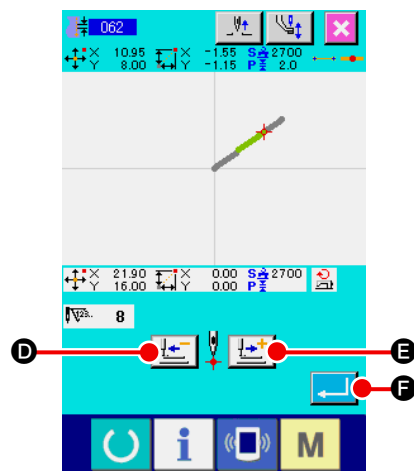 062
X 10.95 X -1.55 S 2700
Y 8.00 Y -1.15 P 2.0
X 21.90 X 0.00 S 2700
Y 16.00 Y 0.00 P
123.. 8
D E
F
i M